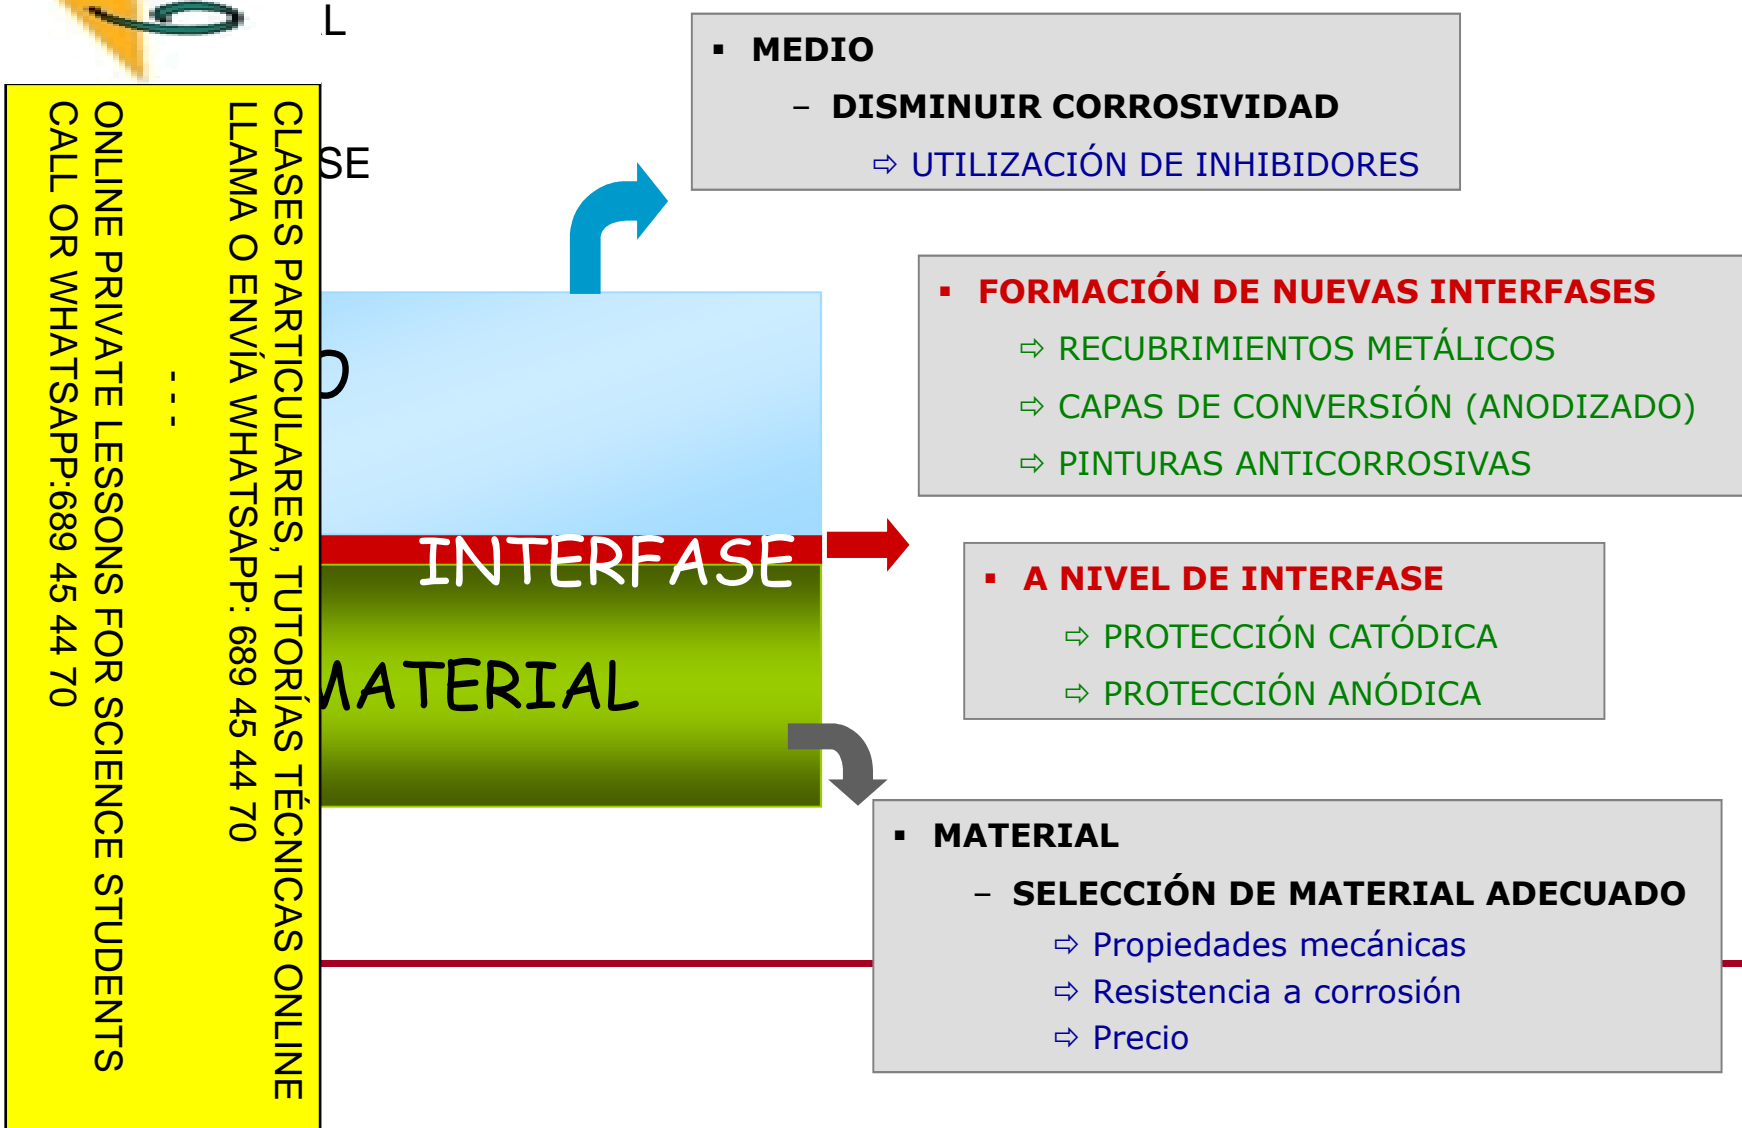 ▪ MEDIO
– DISMINUIR CORROSIVIDAD
⇨ UTILIZACIÓN DE INHIBIDORES
▪ FORMACIÓN DE NUEVAS INTERFASES
⇨ RECUBRIMIENTOS METÁLICOS
⇨ CAPAS DE CONVERSIÓN (ANODIZADO)
⇨ PINTURAS ANTICORROSIVAS
INTERFASE
▪ A NIVEL DE INTERFASE
⇨ PROTECCIÓN CATÓDICA
⇨ PROTECCIÓN ANÓDICA
MATERIAL
▪ MATERIAL
– SELECCIÓN DE MATERIAL ADECUADO
⇨ Propiedades mecánicas
⇨ Resistencia a corrosión
⇨ Precio
CLASES PARTICULARES, TUTORÍAS TÉCNICAS ONLINE
LLAMA O ENVÍA WHATSAPP: 689 45 44 70
- - -
ONLINE PRIVATE LESSONS FOR SCIENCE STUDENTS
CALL OR WHATSAPP:689 45 44 70